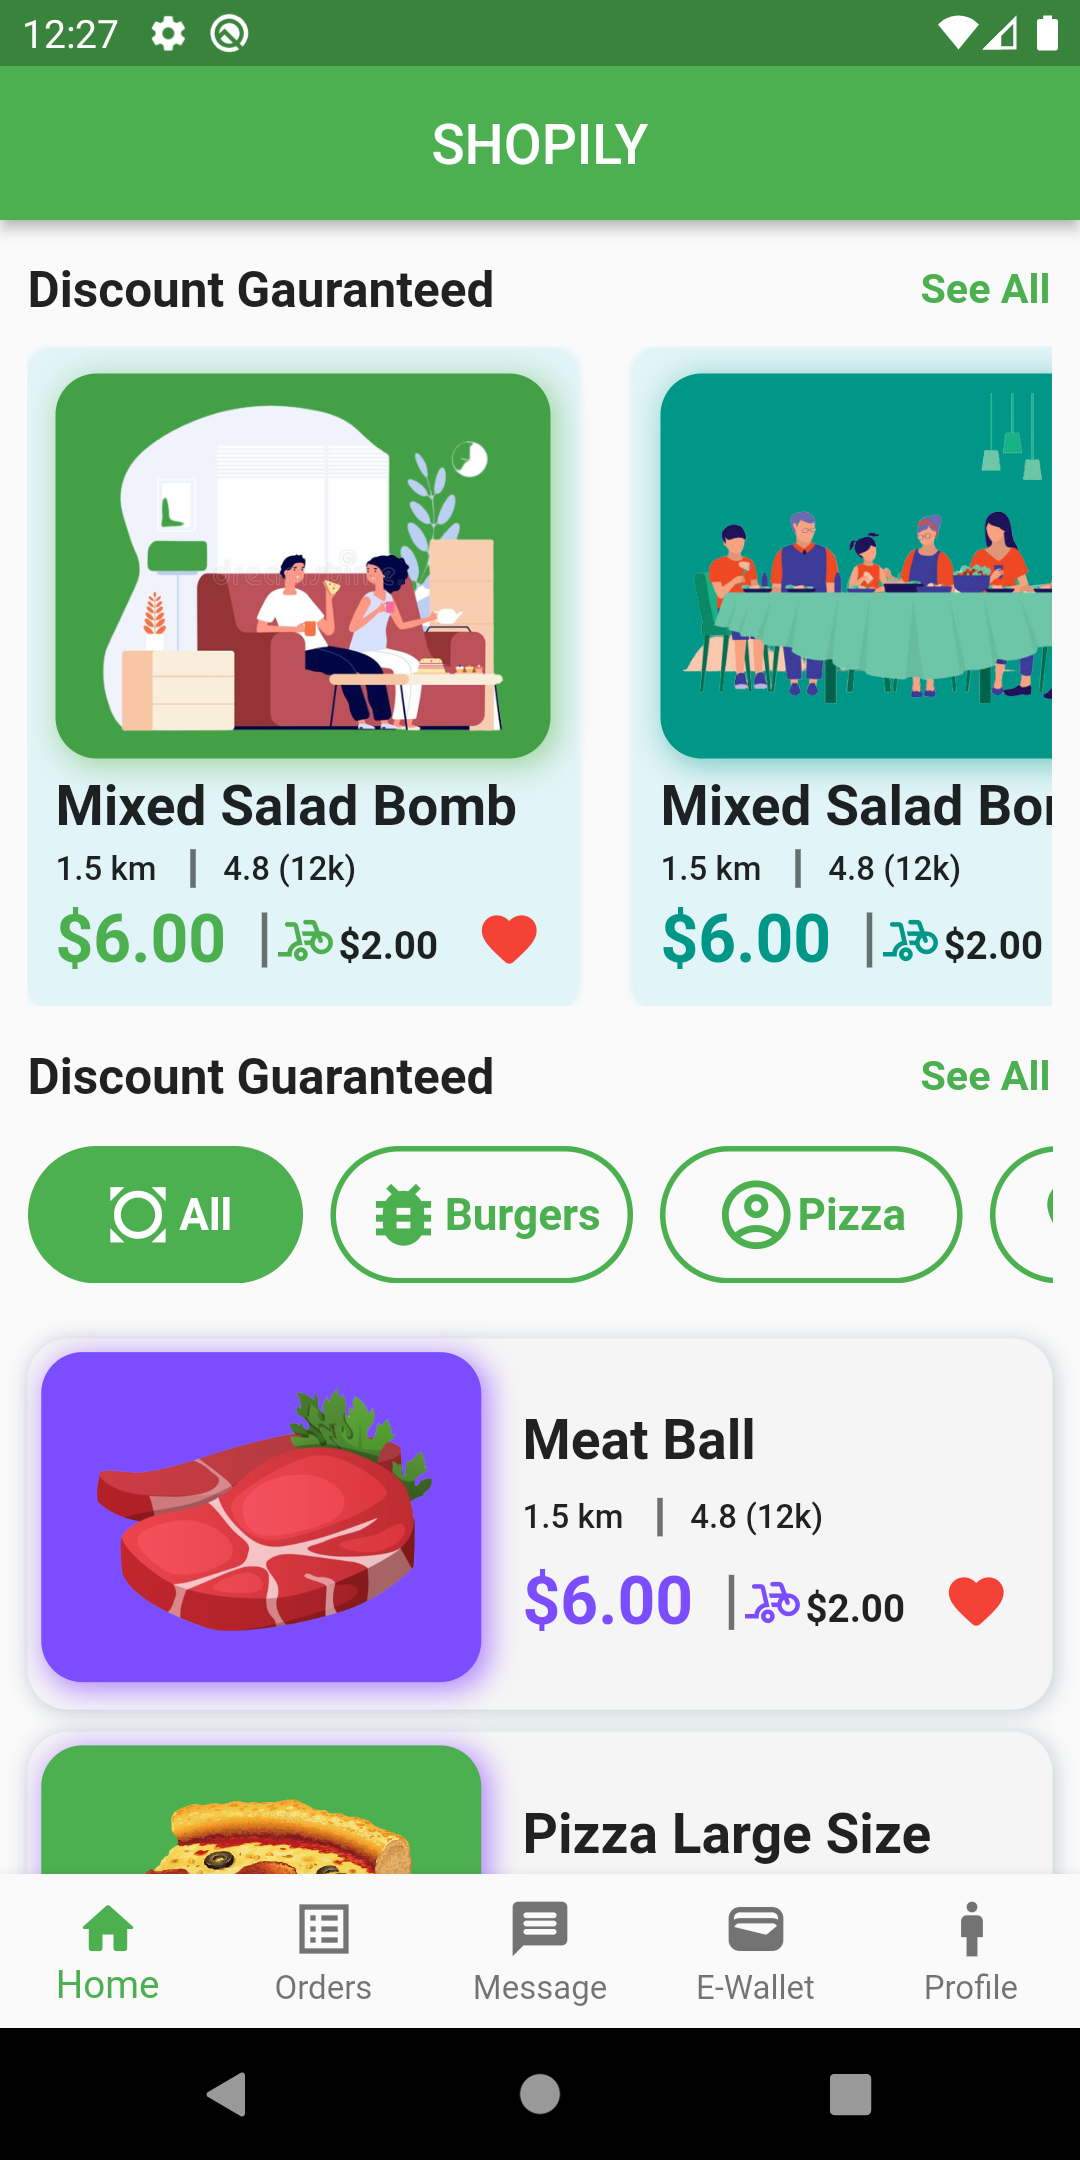 12:27
SHOPILY
Discount Gauranteed See All
Mixed Salad Bomb Mixed Salad Bor
1.5 km | 4.8 (12k) 1.5 km | 4.8 (12k)
$6.00 | $2.00 $6.00 | $2.00
Discount Guaranteed See All
All Burgers Pizza
Meat Ball
1.5 km | 4.8 (12k)
$6.00 | $2.00
Pizza Large Size
Home Orders Message E-Wallet Profile